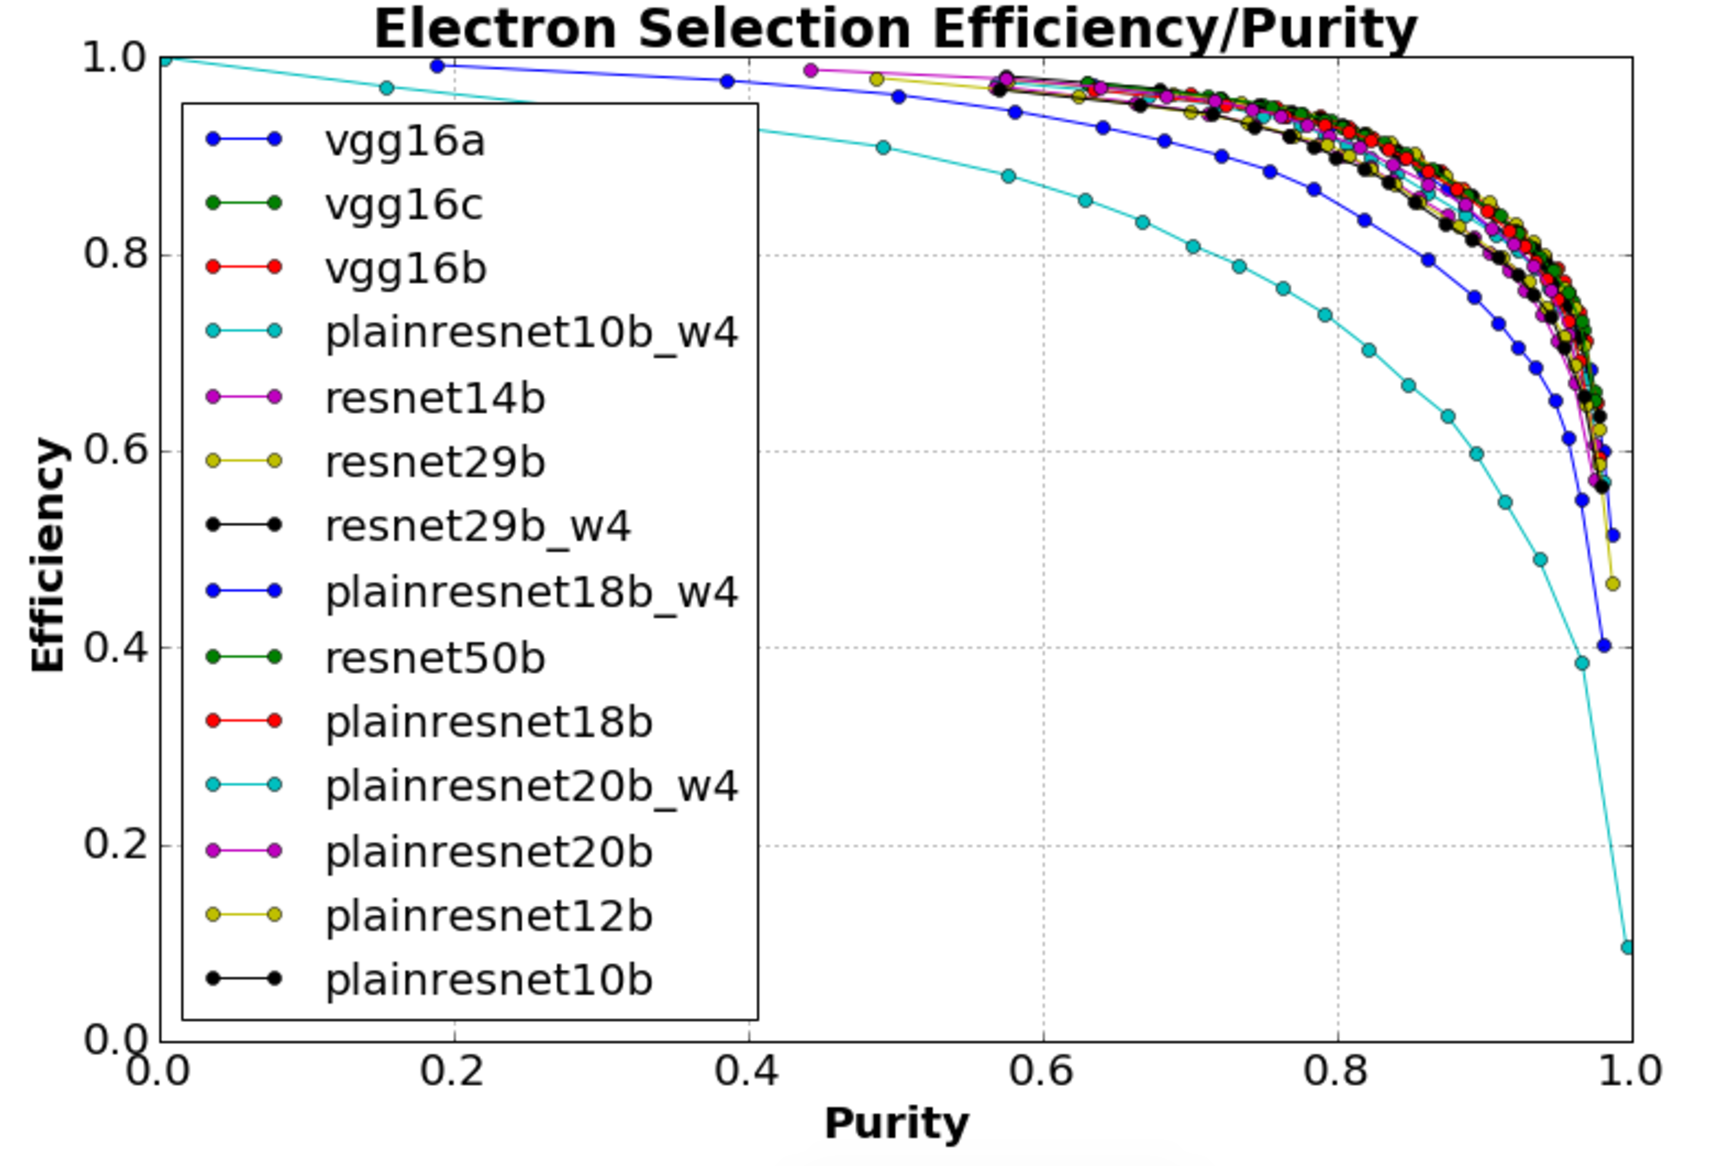 Electron Selection Efficiency/Purity
1.0
0.8
0.6
0.4
0.2
0.0
Efficiency
vgg16a
vgg16c
vgg16b
plainresnet10b_w4
resnet14b
resnet29b
resnet29b_w4
plainresnet18b_w4
resnet50b
plainresnet18b
plainresnet20b_w4
plainresnet20b
plainresnet12b
plainresnet10b
0.0 0.2 0.4 0.6 0.8 1.0
Purity